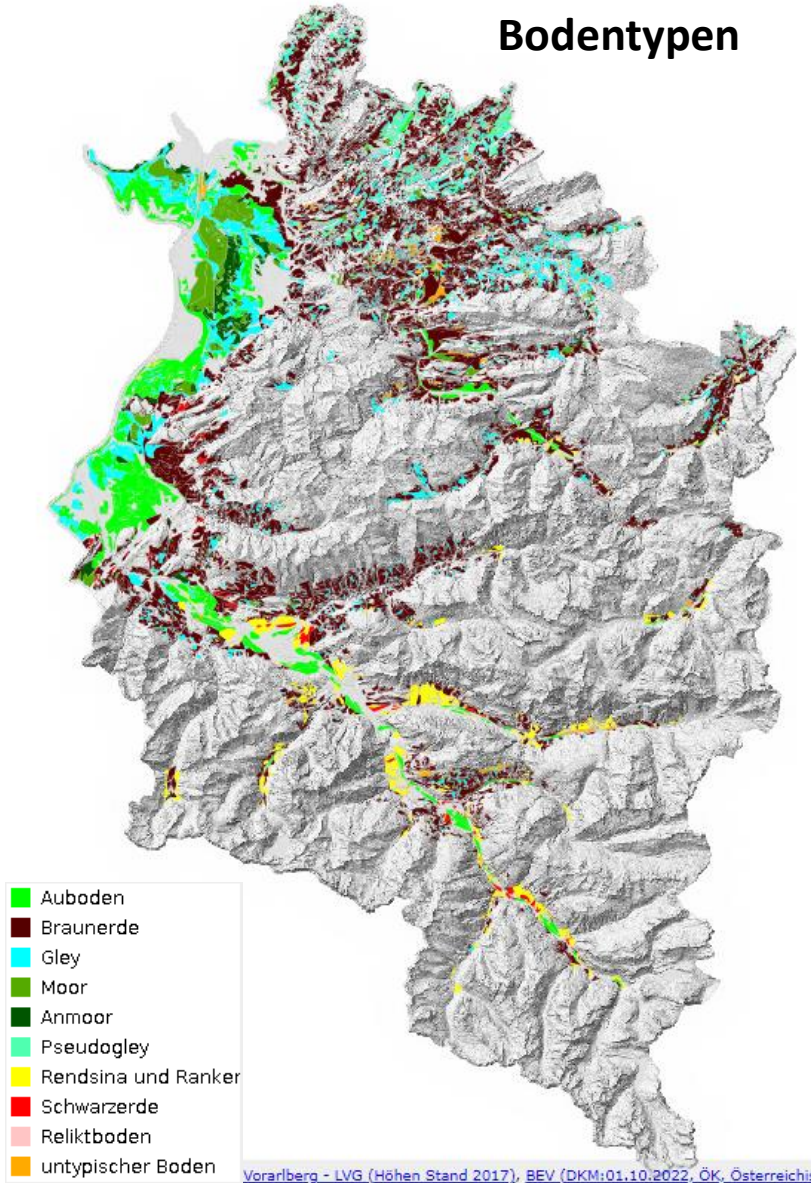 Bodentypen
Auboden
Braunerde
Gley
Moor
Anmoor
Pseudogley
Rendsina und Ranker
Schwarzerde
Reliktboden
untypischer Boden
Vorarlberg - LVG (Höhen Stand 2017), BEV (DKM:01.10.2022, ÖK, Österreichis